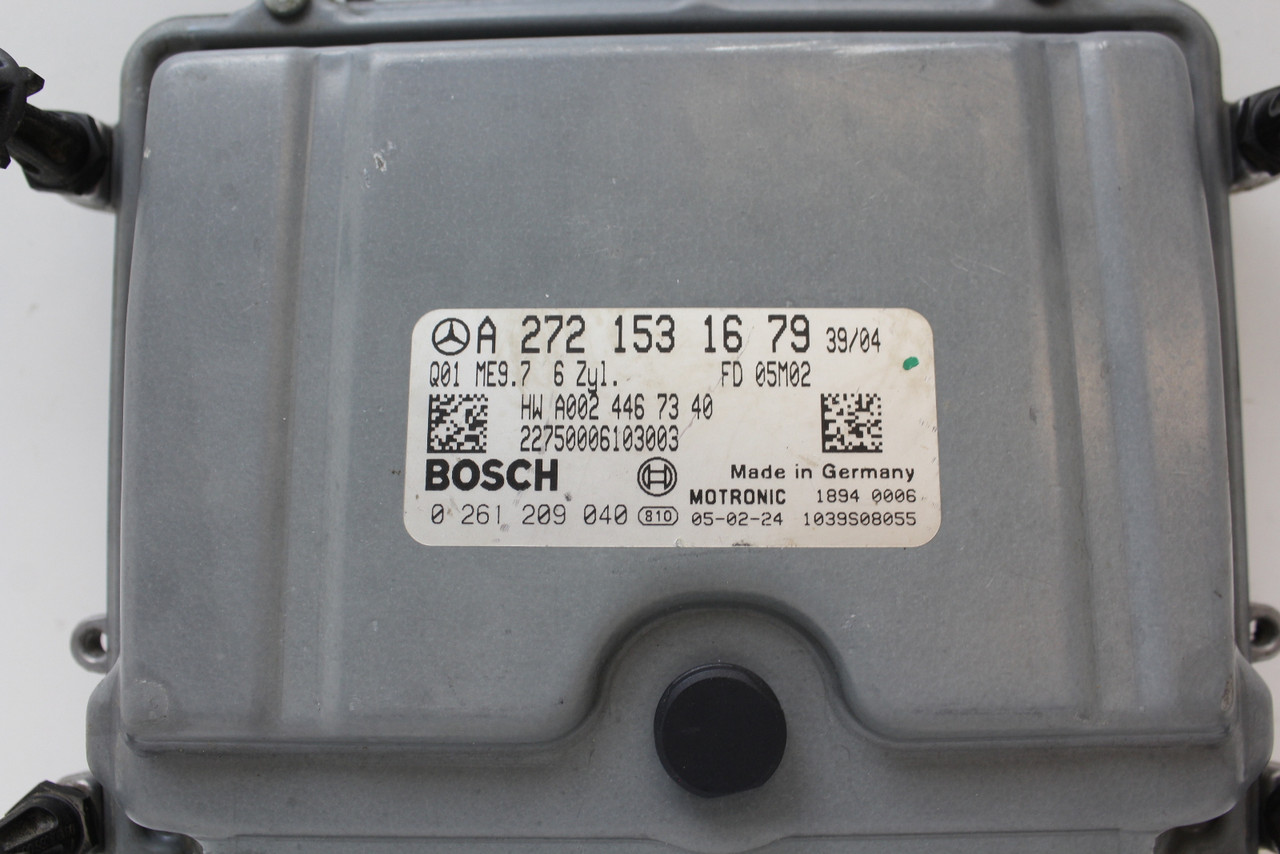 A 272 153 16 79 39/04
Q01 ME9.7 6 Zyl. FD 05M02
HW A002 446 73 40
22750006103003
BOSCH Made in Germany
MOTRONIC 1894 0006
0 261 209 040 810 05-02-24 1039S08055